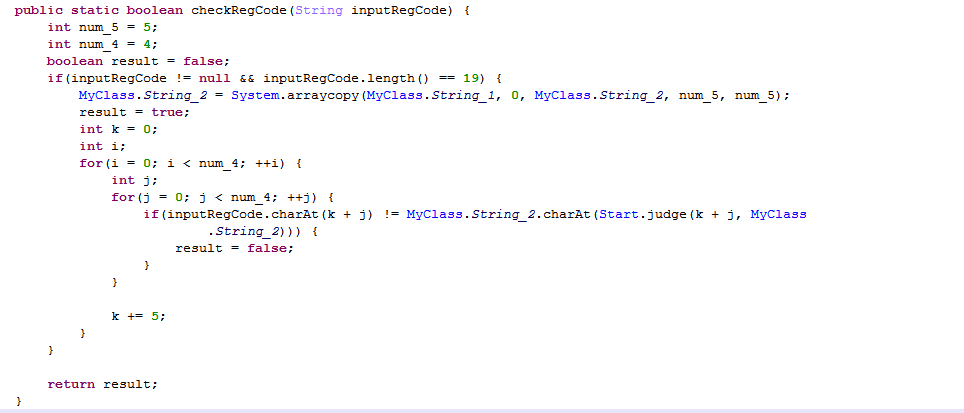 public static boolean checkRegCode(String inputRegCode) {
    int num_5 = 5;
    int num_4 = 4;
    boolean result = false;
    if(inputRegCode != null && inputRegCode.length() == 19) {
        MyClass.String_2 = System.arraycopy(MyClass.String_1, 0, MyClass.String_2, num_5, num_5);
        result = true;
        int k = 0;
        int i;
        for(i = 0; i < num_4; ++i) {
            int j;
            for(j = 0; j < num_4; ++j) {
                if(inputRegCode.charAt(k + j) != MyClass.String_2.charAt(Start.judge(k + j, MyClass
                        .String_2))) {
                    result = false;
                }
            }

            k += 5;
        }
    }

    return result;
}